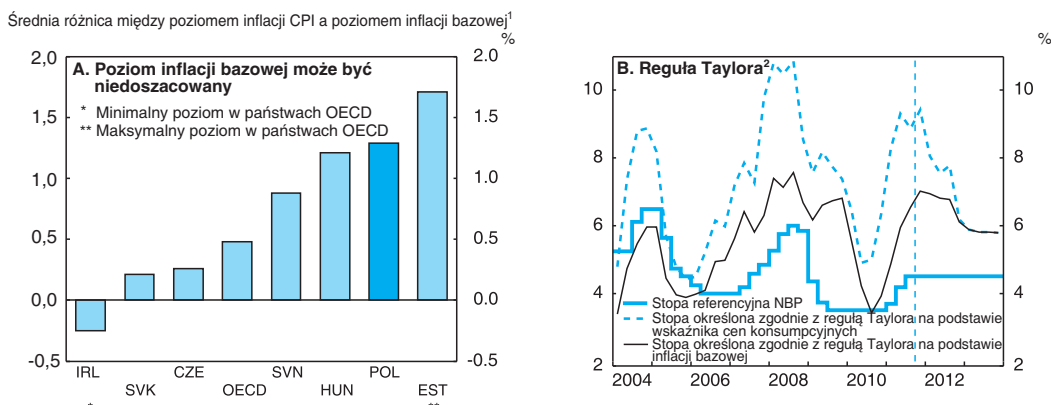 Średnia różnica między poziomem inflacji CPI a poziomem inflacji bazowej¹
%
2,0
2.0
A. Poziom inflacji bazowej może być
niedoszacowany
* Minimalny poziom w państwach OECD
** Maksymalny poziom w państwach OECD
1,5
1.5
1,0
1.0
0,5
0.5
0,0
0.0
-0,5
-0.5
IRL CZE SVN POL
SVK OECD HUN EST
* **
%
B. Reguła Taylora²
10
10
8
8
6
6
4
4
2
2
Stopa referencyjna NBP
Stopa określona zgodnie z regułą Taylora na podstawie
wskaźnika cen konsumpcyjnych
Stopa określona zgodnie z regułą Taylora na podstawie
inflacji bazowej
2004 2006 2008 2010 2012